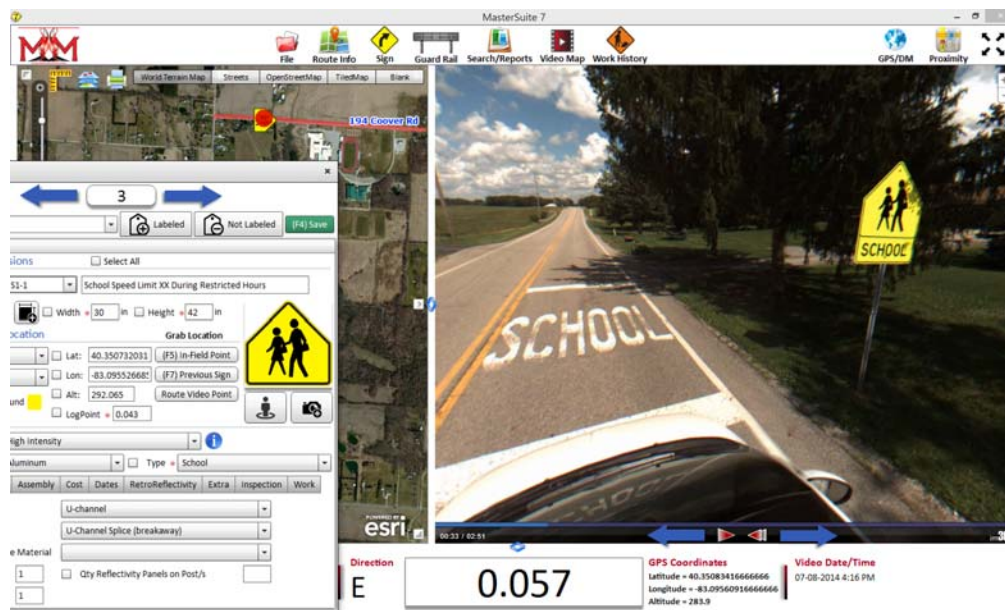 MasterSuite 7
MM
File
Route Info
Sign
Guard Rail
Search/Reports
Video Map
Work History
GPS/DM
Proximity
World Terrain Map
Streets
OpenStreetMap
TiledMap
Blank
194 Coover Rd
3
Labeled
Not Labeled
(F4) Save
Select All
S1-1
School Speed Limit XX During Restricted Hours
Width * 30 in
Height * 42 in
Grab Location
Lat: 40.350732031
(F5) In-Field Point
Lon: -83.09552668
(F7) Previous Sign
Alt: 292.065
Route Video Point
LogPoint * 0.043
High Intensity
Type * School
Assembly
Cost
Dates
RetroReflectivity
Extra
Inspection
Work
U-channel
U-Channel Splice (breakaway)
e Material
1
Qty Reflectivity Panels on Post/s
1
POWERED BY
esri
SCHOOL
SCHOOL
00:33 / 02:51
Direction
E
0.057
GPS Coordinates
Latitude = 40.35083416666666
Longitude = -83.09560916666666
Altitude = 283.9
Video Date/Time
07-08-2014 4:16 PM